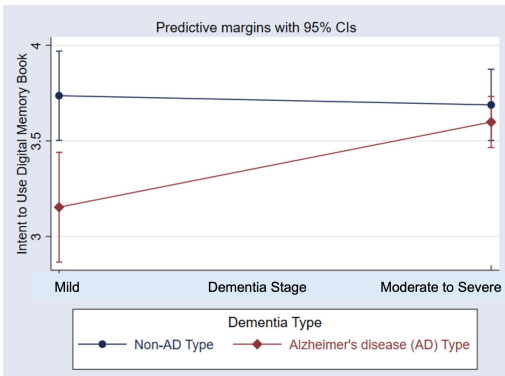 Predictive margins with 95% CIs
Intent to Use Digital Memory Book
4
3.5
3
Mild Dementia Stage Moderate to Severe
Dementia Type
Non-AD Type Alzheimer's disease (AD) Type